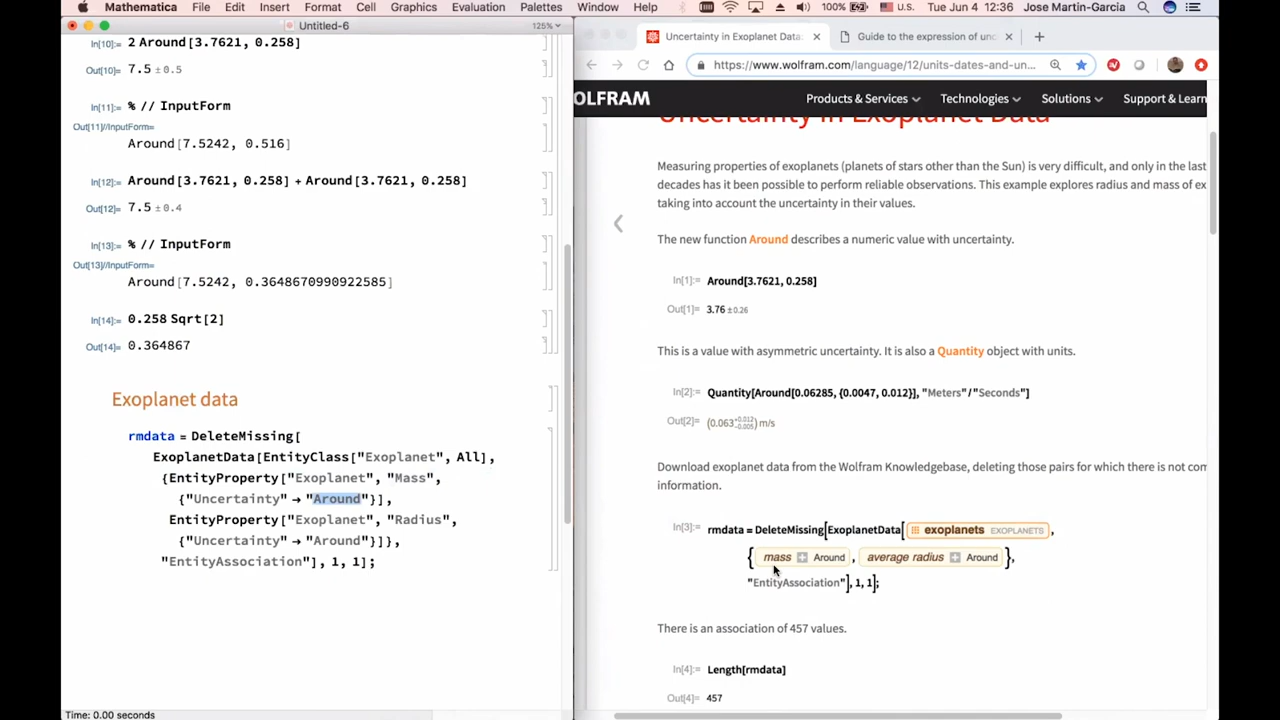 Mathematica File Edit Insert Format Cell Graphics Evaluation Palettes Window Help 100% U.S. Tue Jun 4 12:36 Jose Martin-Garcia
Untitled-6 125%
In[10]:= 2 Around[3.7621, 0.258]
Out[10]= 7.5 ± 0.5
In[11]:= % // InputForm
Out[11]//InputForm=
Around[7.5242, 0.516]
In[12]:= Around[3.7621, 0.258] + Around[3.7621, 0.258]
Out[12]= 7.5 ± 0.4
In[13]:= % // InputForm
Out[13]//InputForm=
Around[7.5242, 0.3648670990922585]
In[14]:= 0.258 Sqrt[2]
Out[14]= 0.364867
Exoplanet data
rmdata = DeleteMissing[
ExoplanetData[EntityClass["Exoplanet", All],
{EntityProperty["Exoplanet", "Mass",
{"Uncertainty" → "Around"}],
EntityProperty["Exoplanet", "Radius",
{"Uncertainty" → "Around"}]},
"EntityAssociation"], 1, 1];
Time: 0.00 seconds
Uncertainty in Exoplanet Data: Guide to the expression of unc
https://www.wolfram.com/language/12/units-dates-and-un...
OLFRAM Products & Services Technologies Solutions Support & Learn
Uncertainty in Exoplanet Data
Measuring properties of exoplanets (planets of stars other than the Sun) is very difficult, and only in the last
decades has it been possible to perform reliable observations. This example explores radius and mass of ex
taking into account the uncertainty in their values.
The new function Around describes a numeric value with uncertainty.
In[1]:= Around[3.7621, 0.258]
Out[1]= 3.76 ± 0.26
This is a value with asymmetric uncertainty. It is also a Quantity object with units.
In[2]:= Quantity[Around[0.06285, {0.0047, 0.012}], "Meters"/"Seconds"]
Out[2]= (0.063 +0.012 -0.005) m/s
Download exoplanet data from the Wolfram Knowledgebase, deleting those pairs for which there is not com
information.
In[3]:= rmdata = DeleteMissing[ExoplanetData[ exoplanets EXOPLANETS ,
{ mass + Around , average radius + Around },
"EntityAssociation"], 1, 1];
There is an association of 457 values.
In[4]:= Length[rmdata]
Out[4]= 457